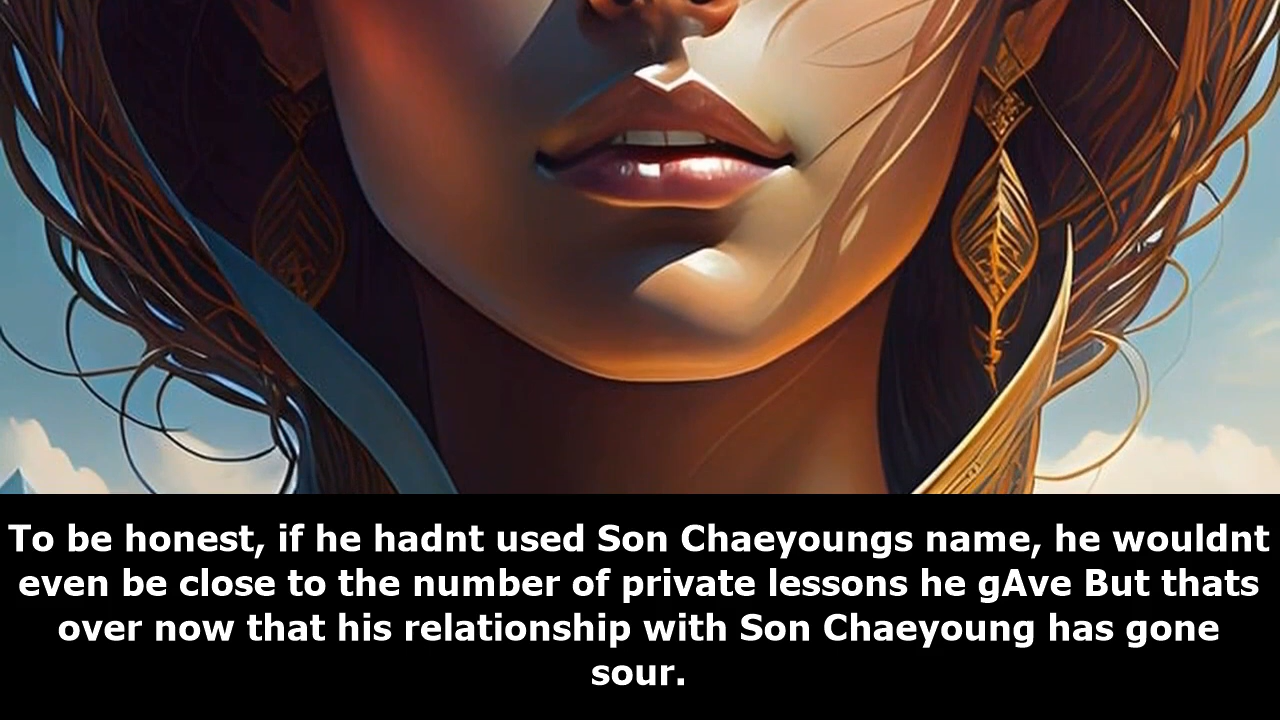 To be honest, if he hadnt used Son Chaeyoungs name, he wouldnt
even be close to the number of private lessons he gAve But thats
over now that his relationship with Son Chaeyoung has gone
sour.